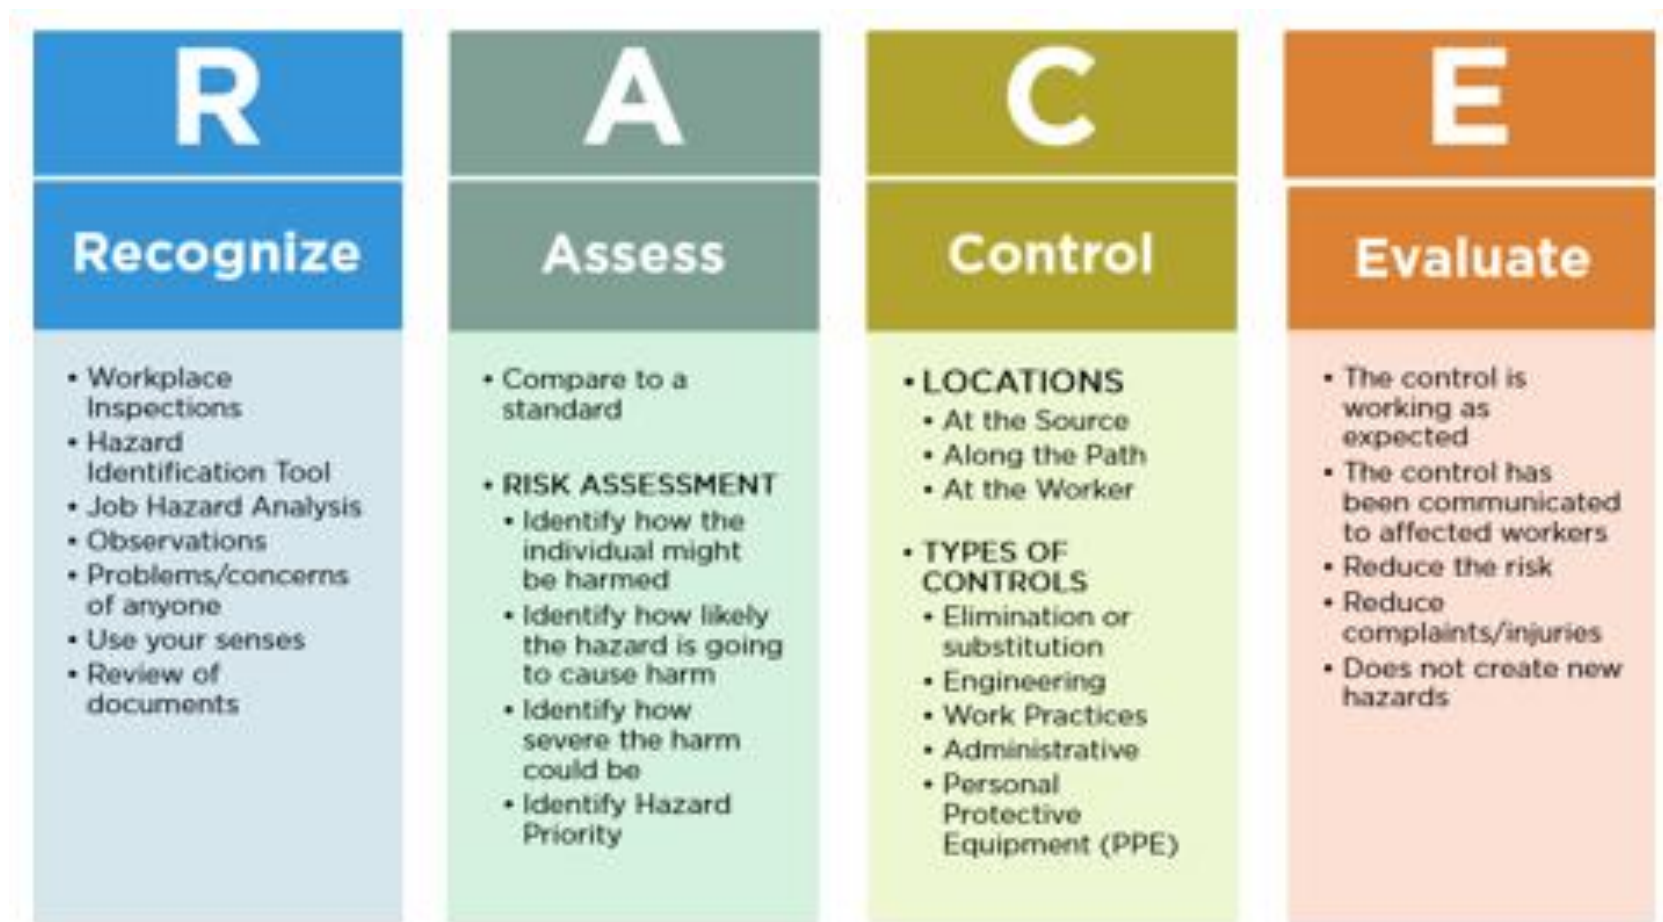 R
Recognize
• Workplace
Inspections
• Hazard
Identification Tool
• Job Hazard Analysis
• Observations
• Problems/concerns
of anyone
• Use your senses
• Review of
documents
A
Assess
• Compare to a
standard
• RISK ASSESSMENT
• Identify how the
individual might
be harmed
• Identify how likely
the hazard is going
to cause harm
• Identify how
severe the harm
could be
• Identify Hazard
Priority
C
Control
• LOCATIONS
• At the Source
• Along the Path
• At the Worker
• TYPES OF
CONTROLS
• Elimination or
substitution
• Engineering
• Work Practices
• Administrative
• Personal
Protective
Equipment (PPE)
E
Evaluate
• The control is
working as
expected
• The control has
been communicated
to affected workers
• Reduce the risk
• Reduce
complaints/injuries
• Does not create new
hazards